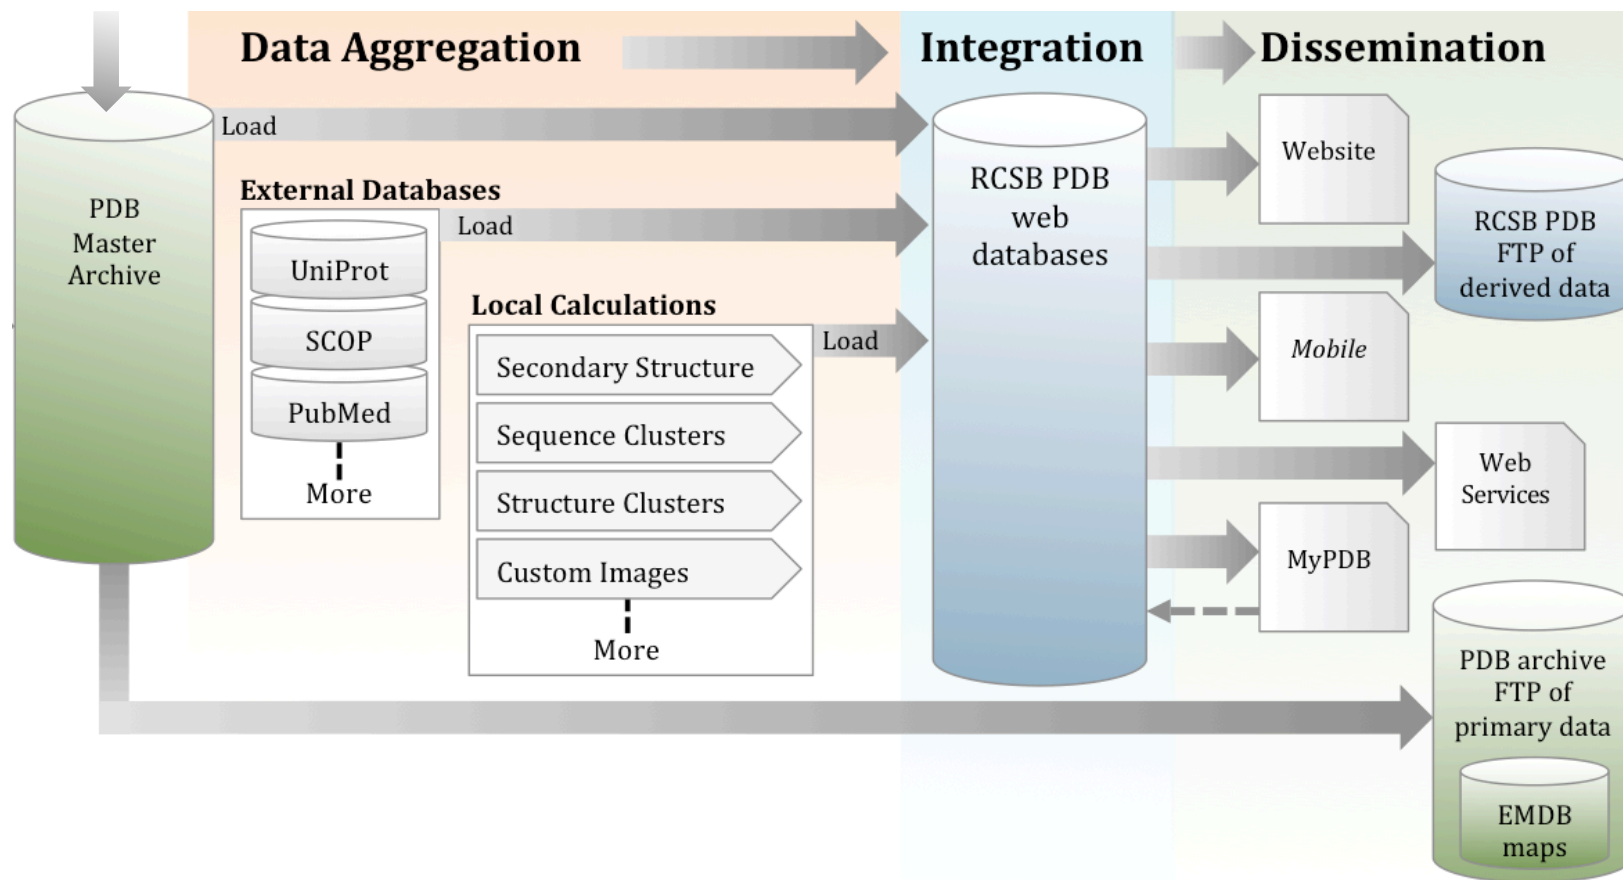 Data Aggregation
Integration
Dissemination
PDB
Master
Archive
Load
External Databases
UniProt
SCOP
PubMed
More
Load
Local Calculations
Secondary Structure
Sequence Clusters
Structure Clusters
Custom Images
More
Load
RCSB PDB
web
databases
Website
RCSB PDB
FTP of
derived data
Mobile
Web
Services
MyPDB
PDB archive
FTP of
primary data
EMDB
maps